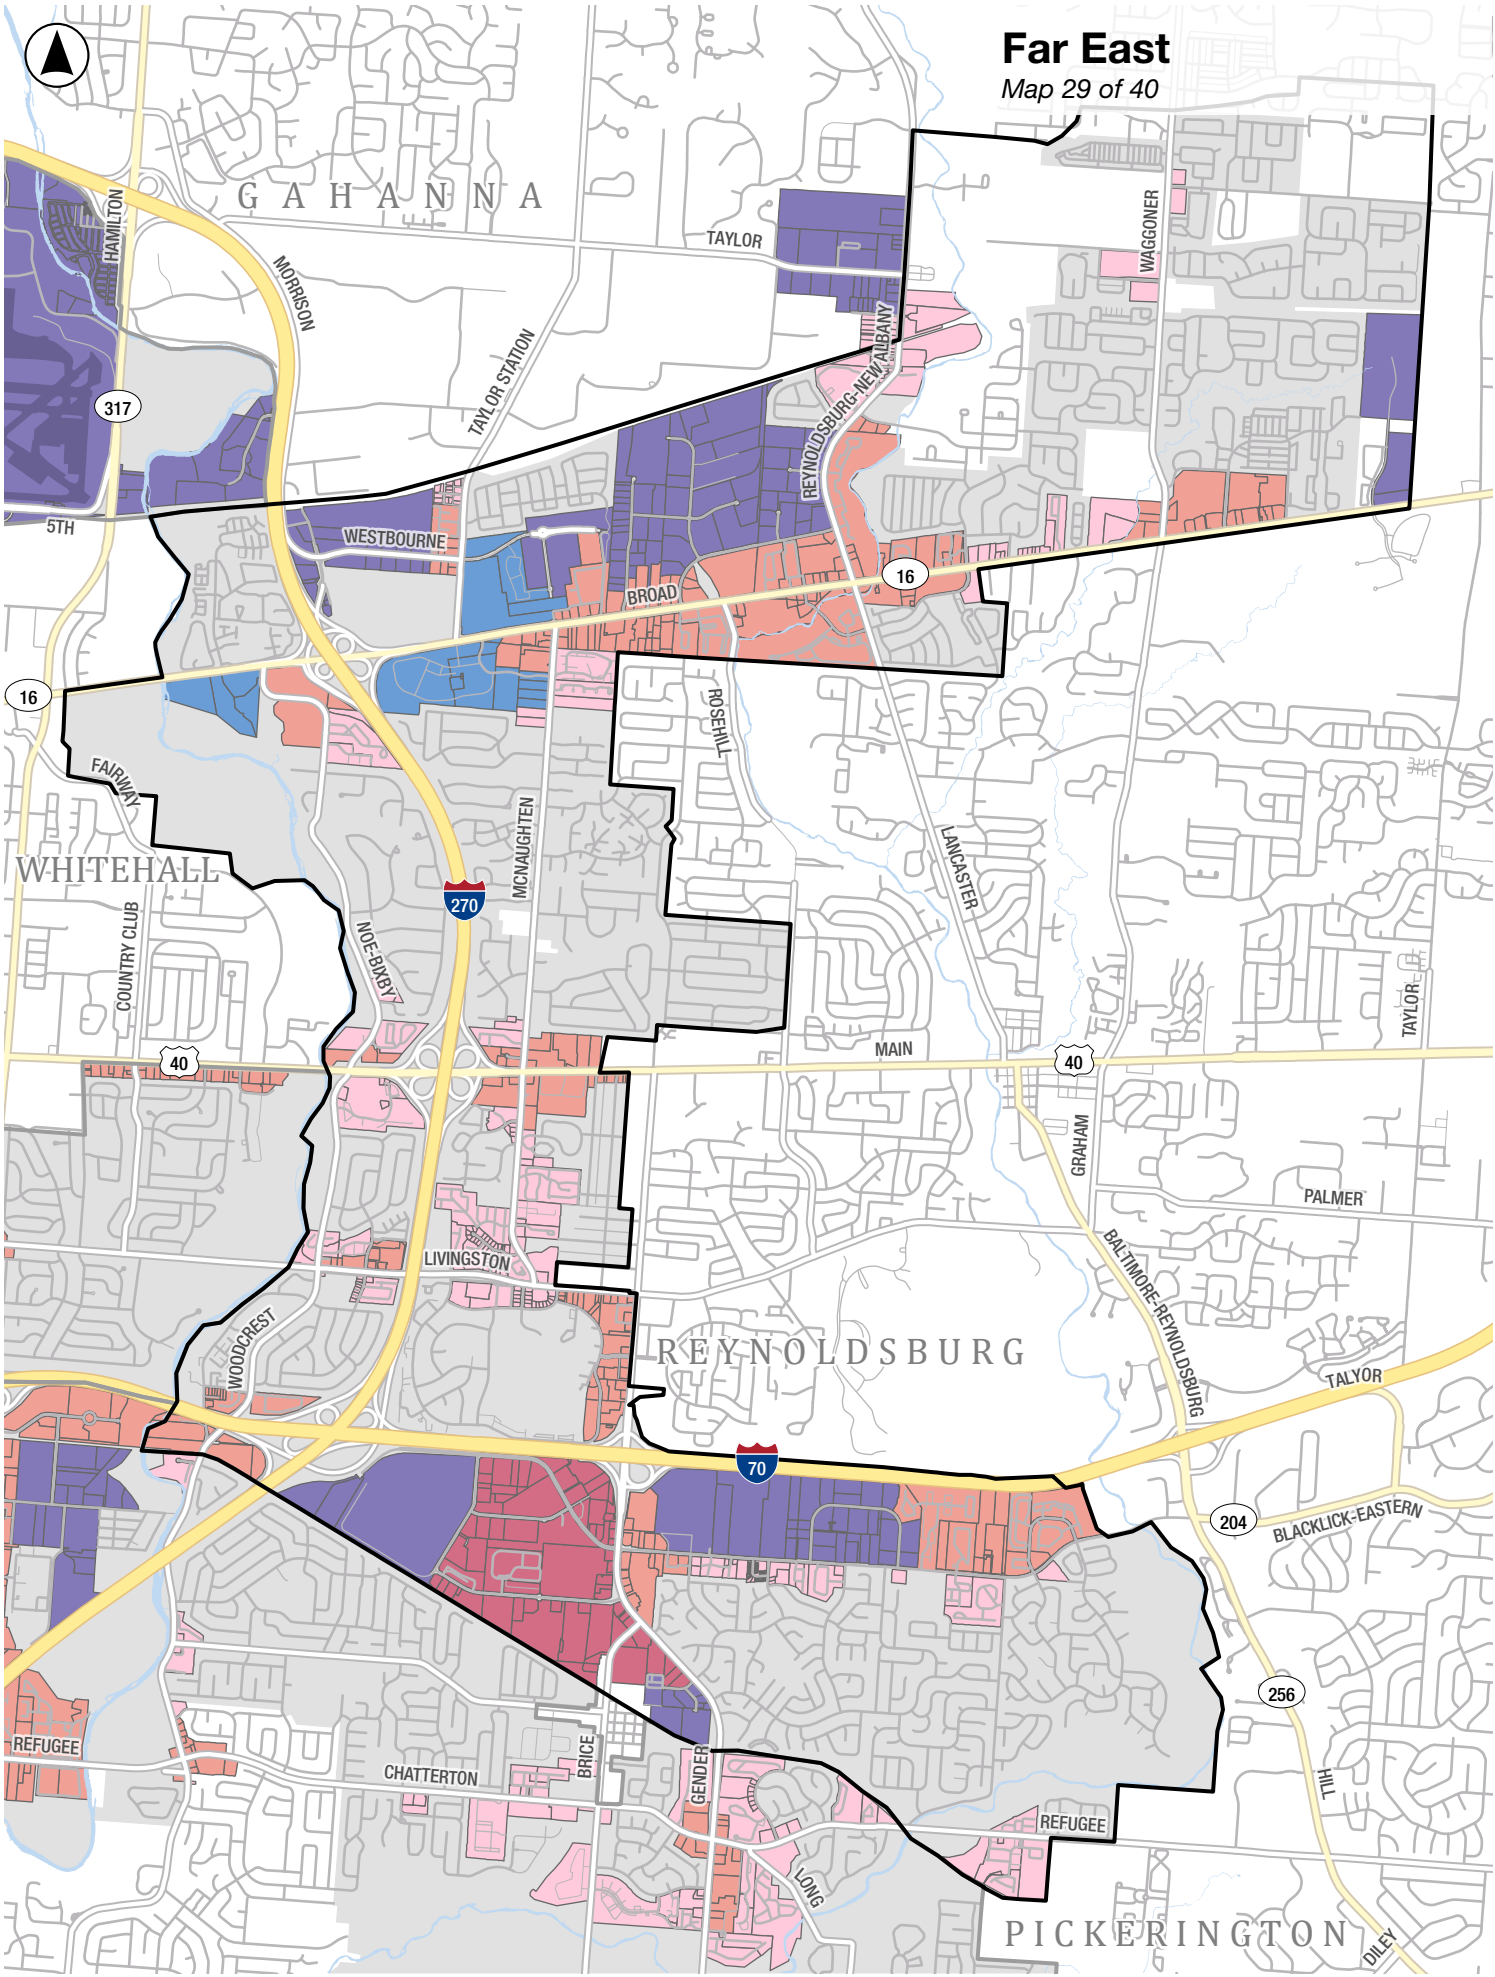 Far East
Map 29 of 40
GAHANNA
HAMILTON
TAYLOR
WAGGONER
MORRISON
REYNOLDSBURG-NEW ALBANY
TAYLOR STATION
317
5TH
WESTBOURNE
BROAD
16
16
ROSEHILL
FAIRWAY
MCNAUGHTEN
LANCASTER
WHITEHALL
270
COUNTRY CLUB
NOE-BIXBY
TAYLOR
MAIN
40
40
GRAHAM
PALMER
LIVINGSTON
BALTIMORE-REYNOLDSBURG
WOODCREST
REYNOLDSBURG
TALYOR
70
204
BLACKLICK-EASTERN
256
REFUGEE
BRICE
GENDER
CHATTERTON
HILL
REFUGEE
LONG
PICKERINGTON
DILEY